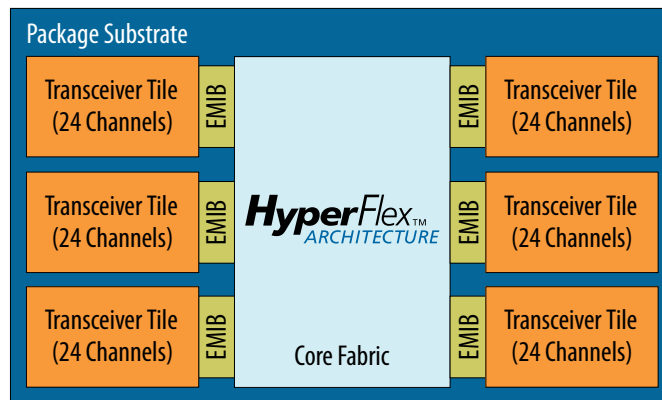 Package Substrate
Transceiver Tile
(24 Channels)
EMIB
EMIB
Transceiver Tile
(24 Channels)
Transceiver Tile
(24 Channels)
EMIB
HyperFlex™
ARCHITECTURE
EMIB
Transceiver Tile
(24 Channels)
Transceiver Tile
(24 Channels)
EMIB
Core Fabric
EMIB
Transceiver Tile
(24 Channels)